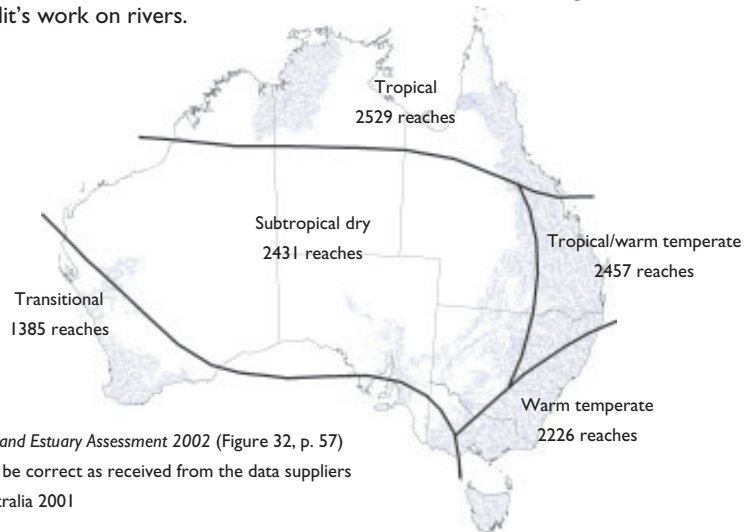 lit's work on rivers.
Tropical
2529 reaches
Subtropical dry
2431 reaches
Tropical/warm temperate
2457 reaches
Transitional
1385 reaches
Warm temperate
2226 reaches
and Estuary Assessment 2002 (Figure 32, p. 57)
be correct as received from the data suppliers
tralia 2001